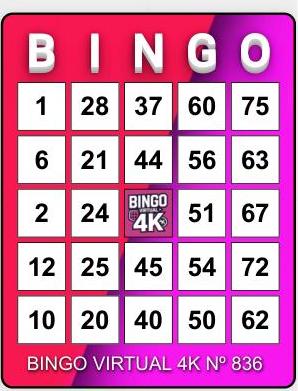 B I N G O
1 28 37 60 75
6 21 44 56 63
2 24 BINGO VIRTUAL 4K 51 67
12 25 45 54 72
10 20 40 50 62
BINGO VIRTUAL 4K Nº 836